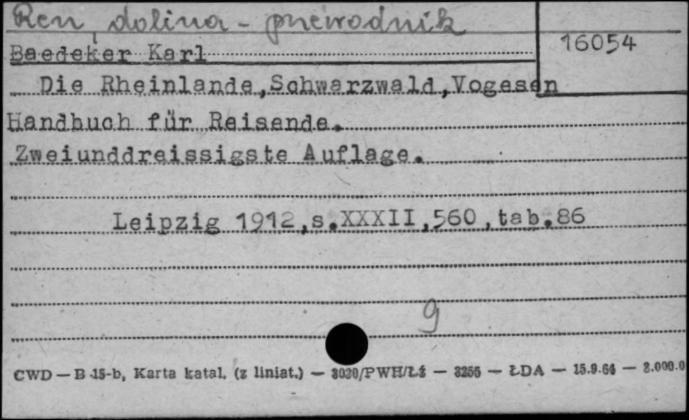 Ren, dolina - przewodnik
16054
Baedeker Karl
Die Rheinlande,Schwarzwald,Vogesen
Handbuch für Reisende.
Zweiunddreissigste Auflage.
Leipzig 1912,s.XXXII,560,tab.86
9
CWD — B-15-b, Karta katal. (z liniat.) — 3030/PWH/Łź — 3255 — ŁDA — 15.9.64 — 2.000.0